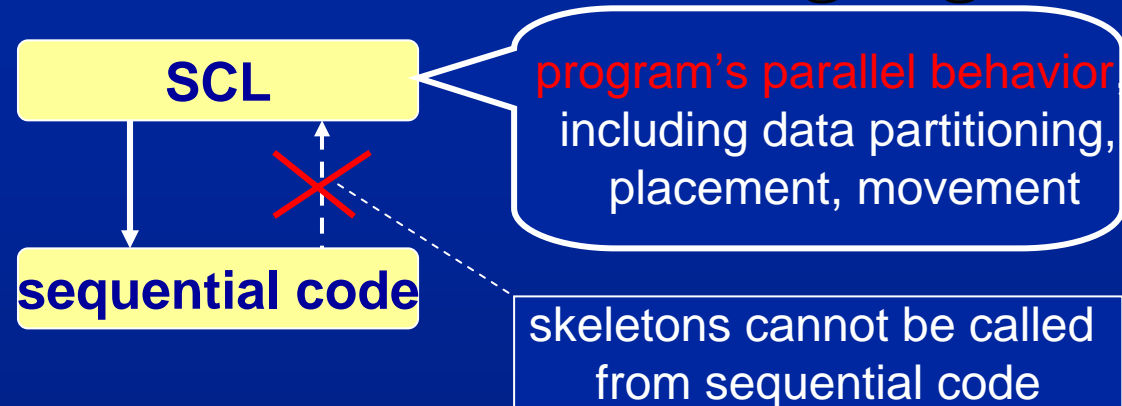 SCL
program's parallel behavior,
including data partitioning,
placement, movement
sequential code
skeletons cannot be called
from sequential code